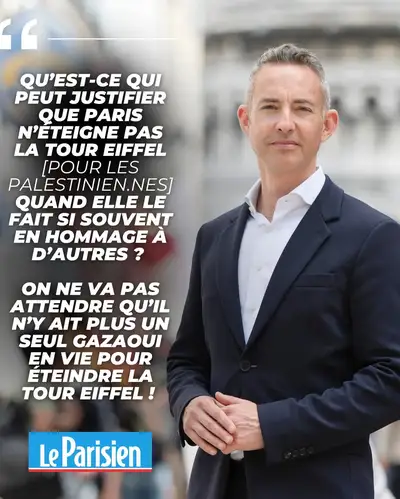 “
QU’EST-CE QUI
PEUT JUSTIFIER
QUE PARIS
N’ÉTEIGNE PAS
LA TOUR EIFFEL
[POUR LES
PALESTINIEN.NES]
QUAND ELLE LE
FAIT SI SOUVENT
EN HOMMAGE À
D’AUTRES ?
ON NE VA PAS
ATTENDRE QU’IL
N’Y AIT PLUS UN
SEUL GAZAOUI
EN VIE POUR
ÉTEINDRE LA
TOUR EIFFEL !
Le Parisien